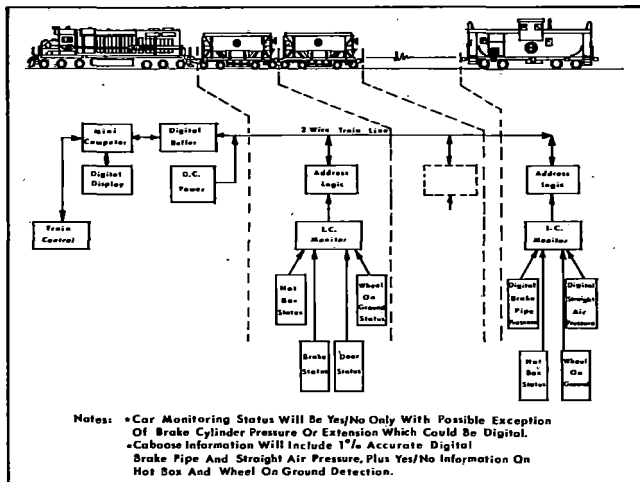 2 Wire Train Line
Mini
Computer
Digital
Buffer
Digital
Display
D.C.
Power
Train
Control
Address
Logic
Address
Logic
I.C.
Monitor
I.C.
Monitor
Hot
Box
Status
Wheel
On
Ground
Status
Brake
Status
Door
Status
Digital
Brake
Pipe
Pressure
Digital
Straight
Air
Pressure
Hot
Box
Status
Wheel
On
Ground
Notes: •Car Monitoring Status Will Be Yes/No Only With Possible Exception
Of Brake Cylinder Pressure Or Extension Which Could Be Digital.
•Caboose Information Will Include 1% Accurate Digital
Brake Pipe And Straight Air Pressure, Plus Yes/No Information On
Hot Box And Wheel On Ground Detection.